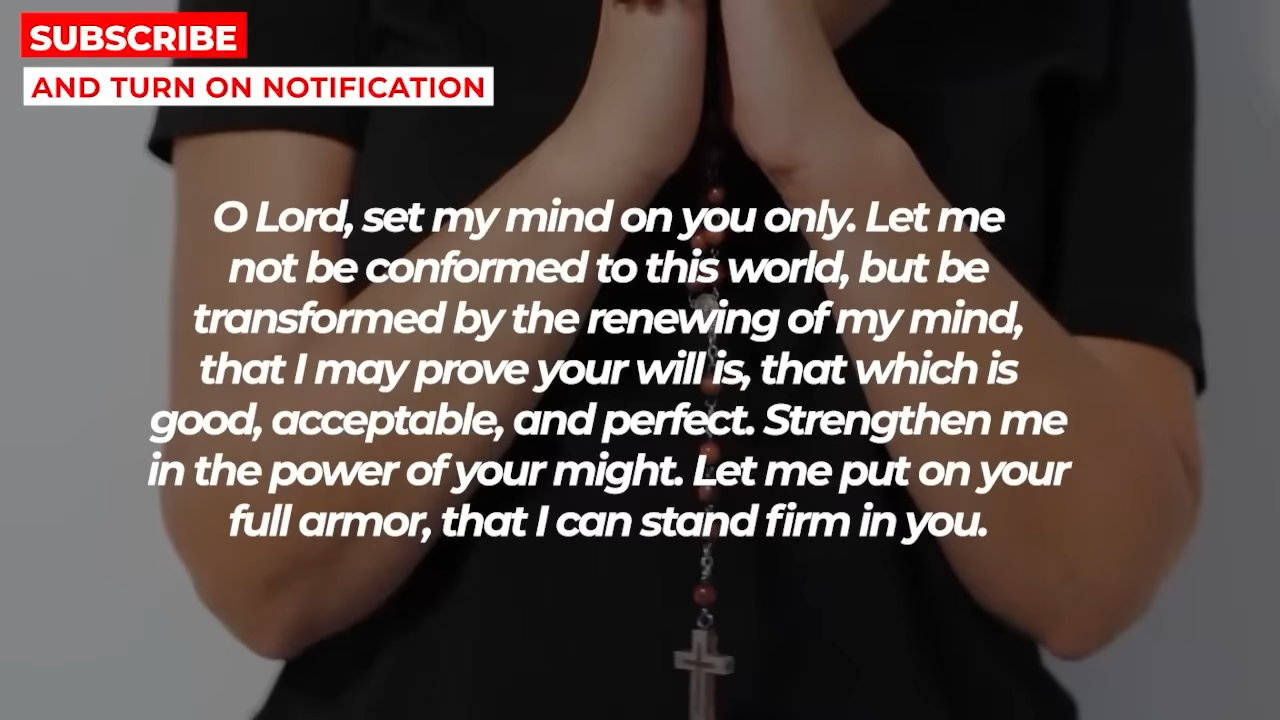 SUBSCRIBE
AND TURN ON NOTIFICATION
O Lord, set my mind on you only. Let me
not be conformed to this world, but be
transformed by the renewing of my mind,
that I may prove your will is, that which is
good, acceptable, and perfect. Strengthen me
in the power of your might. Let me put on your
full armor, that I can stand firm in you.